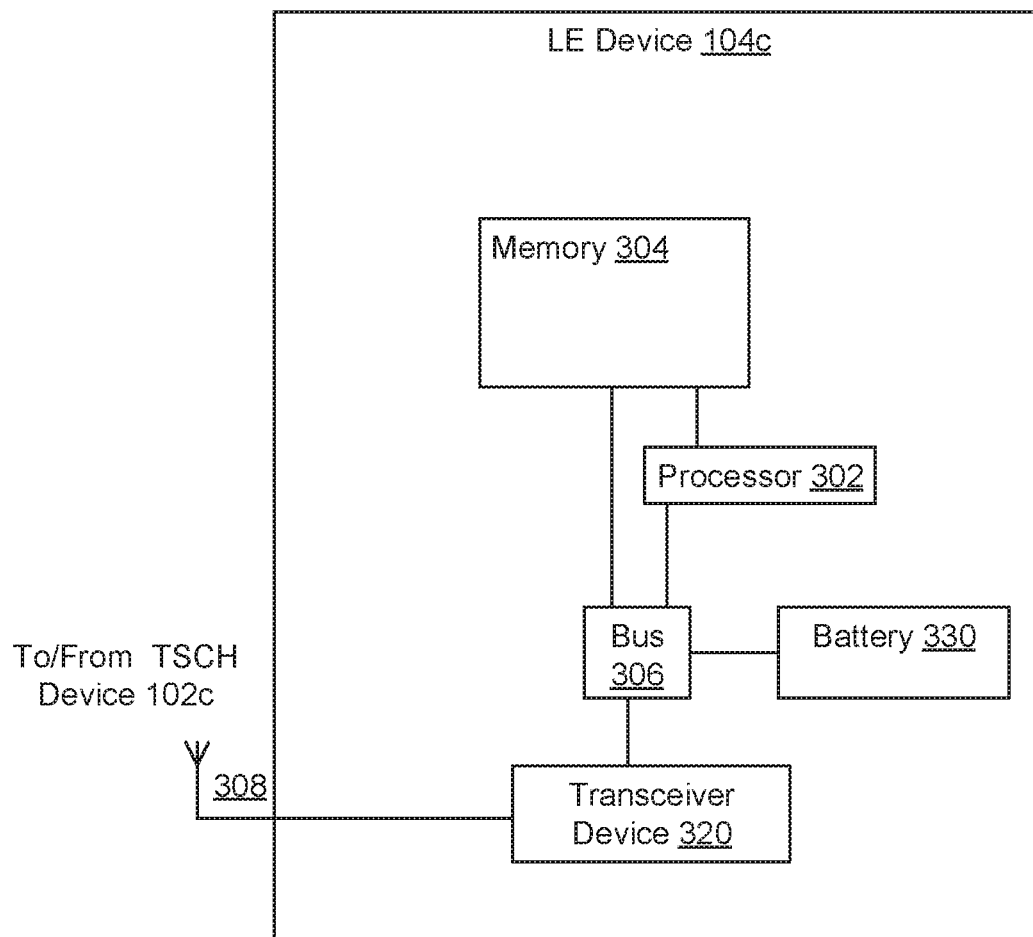 LE Device 104c
Memory 304
Processor 302
Bus
306
Battery 330
To/From TSCH
Device 102c
308
Transceiver
Device 320